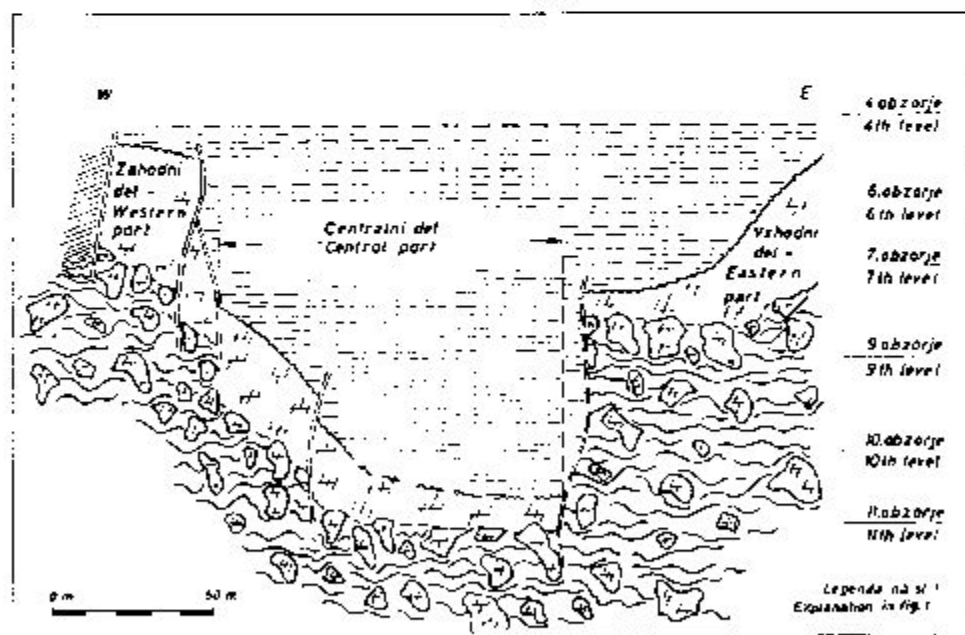 W
E
4.obzorje
4th level
Zahodni
del -
Western
part
6.obzorje
6th level
Centralni del
Central part
Vzhodni
del -
Eastern
part
7.obzorje
7th level
9.obzorje
9th level
10.obzorje
10th level
11.obzorje
11th level
0 m
50 m
Legenda na sl 1
Explanation in fig.1